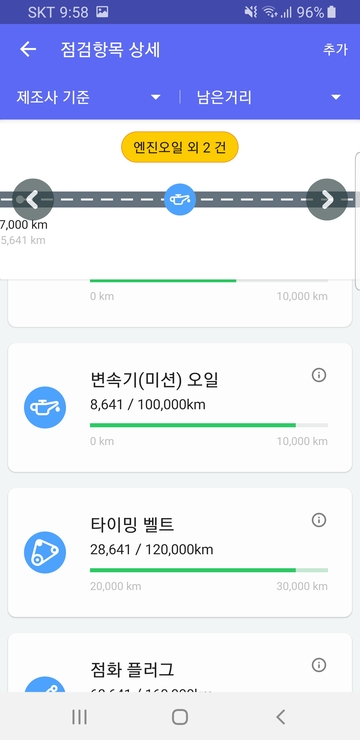 SKT 9:58 96%
점검항목 상세 추가
제조사 기준 남은거리
엔진오일 외 2 건
7,000 km
5,641 km
0 km 10,000 km
변속기(미션) 오일
8,641 / 100,000km
0 km 10,000 km
타이밍 벨트
28,641 / 120,000km
20,000 km 30,000 km
점화 플러그